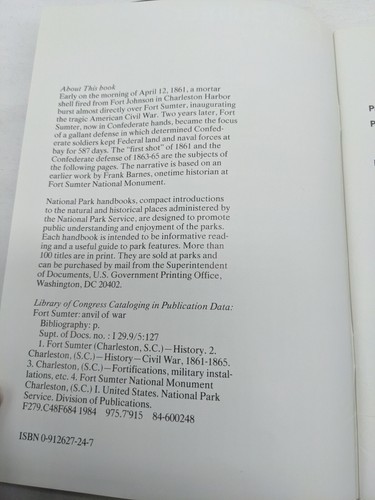 About This book
Early on the morning of April 12, 1861, a mortar
shell fired from Fort Johnson in Charleston Harbor
burst almost directly over Fort Sumter, inaugurating
the tragic American Civil War. Two years later, Fort
Sumter, now in Confederate hands, became the focus
of a gallant defense in which determined Confed-
erate soldiers kept Federal land and naval forces at
bay for 587 days. The "first shot" of 1861 and the
Confederate defense of 1863-65 are the subjects of
the following pages. The narrative is based on an
earlier work by Frank Barnes, onetime historian at
Fort Sumter National Monument.
National Park handbooks, compact introductions
to the natural and historical places administered by
the National Park Service, are designed to promote
public understanding and enjoyment of the parks.
Each handbook is intended to be informative read-
ing and a useful guide to park features. More than
100 titles are in print. They are sold at parks and
can be purchased by mail from the Superintendent
of Documents, U.S. Government Printing Office,
Washington, DC 20402.
Library of Congress Cataloging in Publication Data:
Fort Sumter: anvil of war
Bibliography: p.
Supt. of Docs. no. : I 29.9/5:127
1. Fort Sumter (Charleston, S.C.)—History. 2.
Charleston, (S.C.)—History—Civil War, 1861-1865.
3. Charleston, (S.C.)—Fortifications, military instal-
lations, etc. 4. Fort Sumter National Monument
Charleston, (S.C.) I. United States. National Park
Service. Division of Publications.
F279.C48F684 1984 975.7'915 84-600248
ISBN 0-912627-24-7
P
P